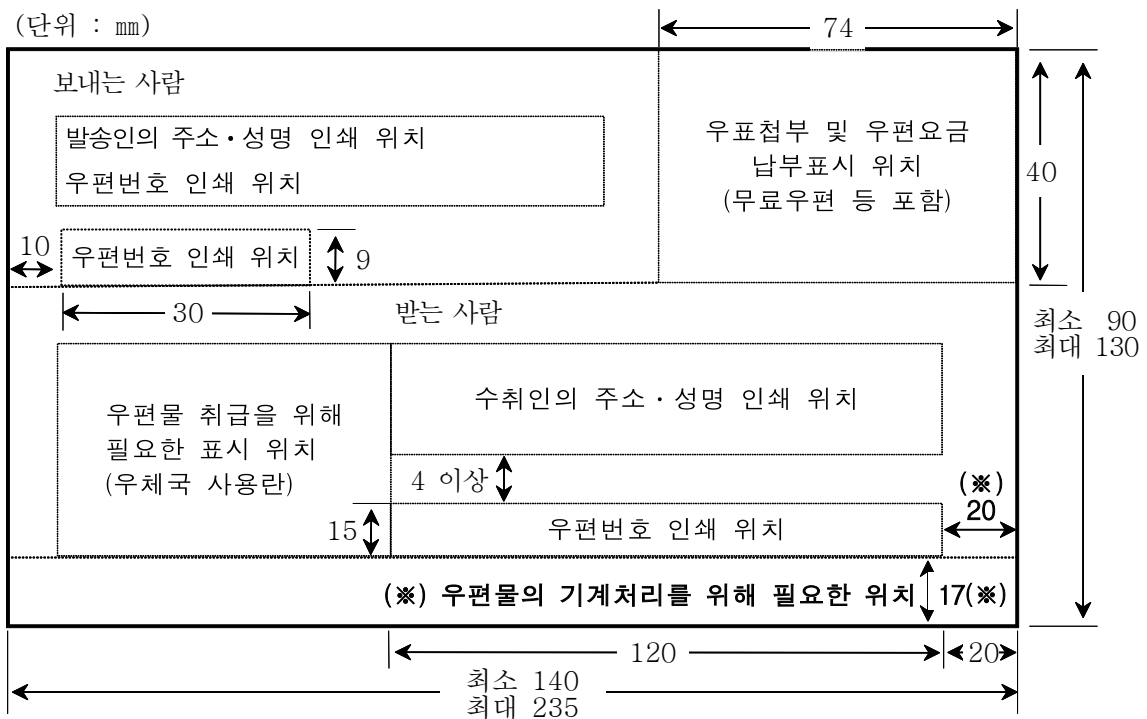 (단위 : ㎜)
74
보내는 사람
발송인의 주소·성명 인쇄 위치
우편번호 인쇄 위치
우표첩부 및 우편요금
납부표시 위치
(무료우편 등 포함)
40
10
우편번호 인쇄 위치
9
30
받는 사람
최소 90
최대 130
우편물 취급을 위해
필요한 표시 위치
(우체국 사용란)
수취인의 주소·성명 인쇄 위치
4 이상
(※)
20
15
우편번호 인쇄 위치
(※) 우편물의 기계처리를 위해 필요한 위치
17(※)
120
20
최소 140
최대 235